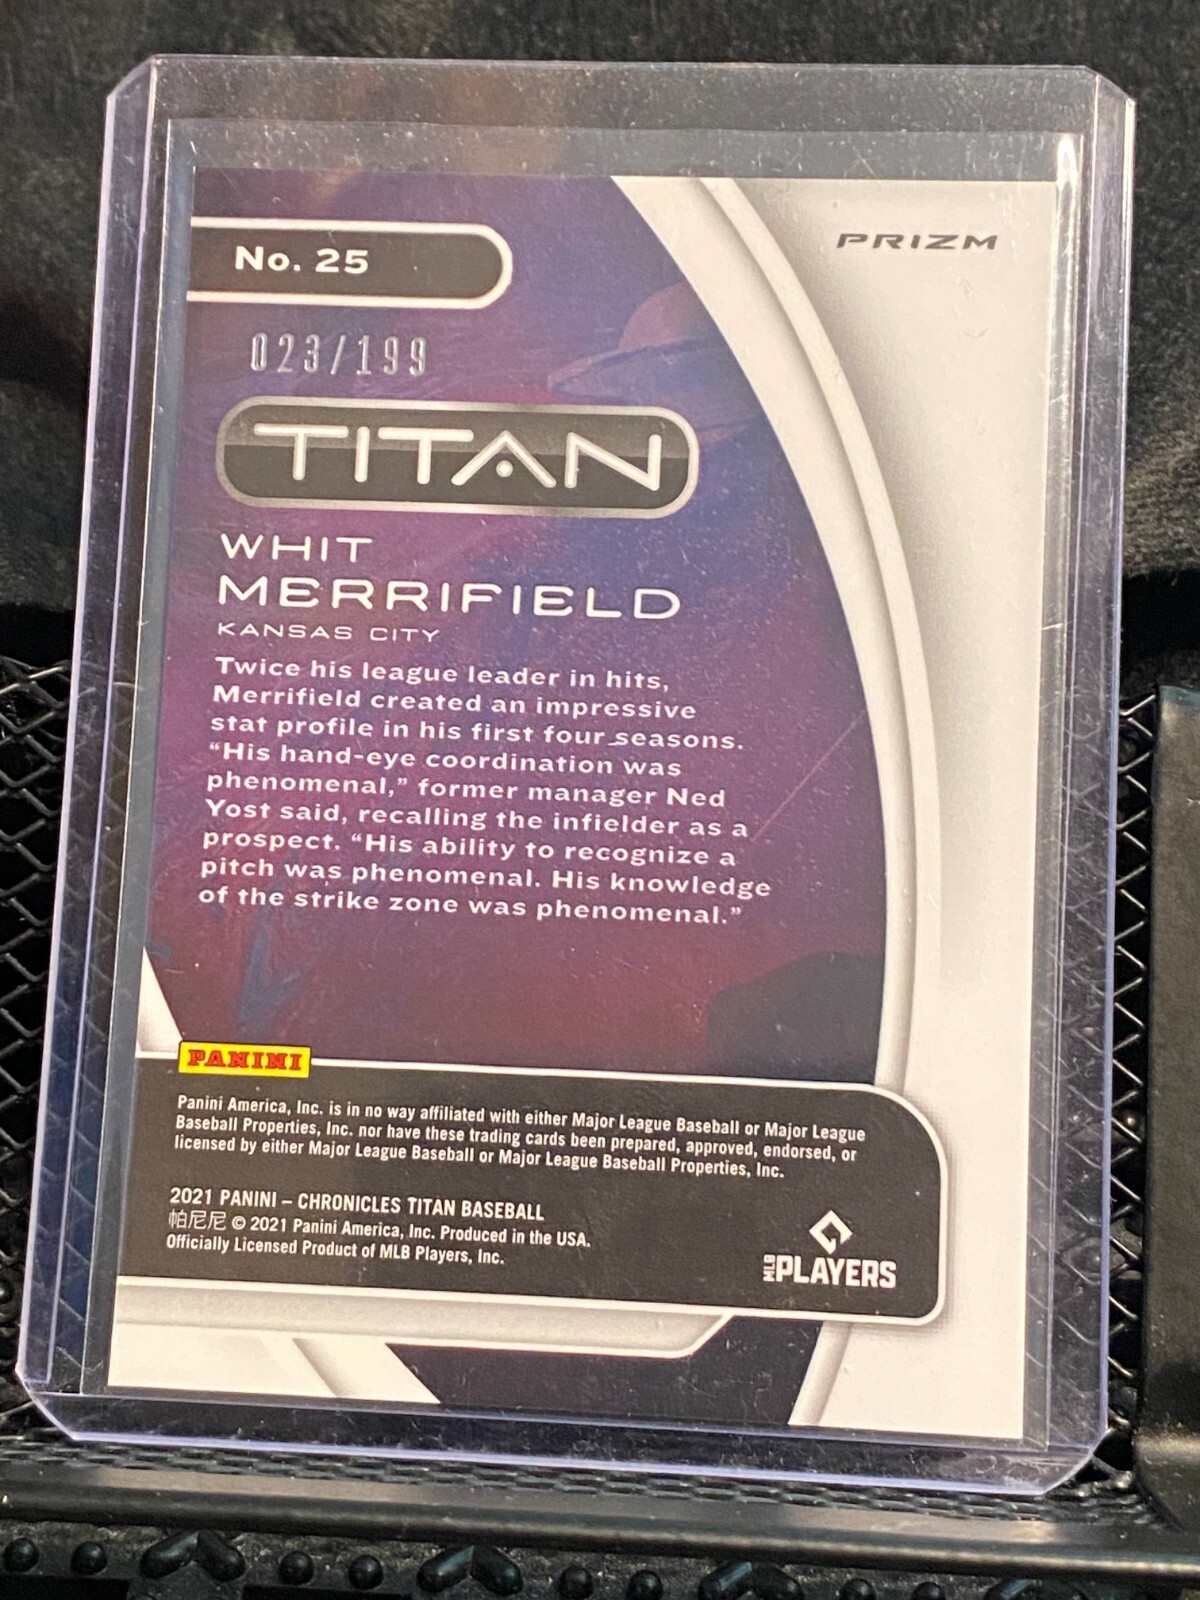 No. 25
PRIZM
023/199
TITAN
WHIT
MERRIFIELD
KANSAS CITY
Twice his league leader in hits,
Merrifield created an impressive
stat profile in his first four seasons.
“His hand-eye coordination was
phenomenal,” former manager Ned
Yost said, recalling the infielder as a
prospect. “His ability to recognize a
pitch was phenomenal. His knowledge
of the strike zone was phenomenal.”
PANINI
Panini America, Inc. is in no way affiliated with either Major League Baseball or Major League
Baseball Properties, Inc. nor have these trading cards been prepared, approved, endorsed, or
licensed by either Major League Baseball or Major League Baseball Properties, Inc.
2021 PANINI – CHRONICLES TITAN BASEBALL
帕尼尼 © 2021 Panini America, Inc. Produced in the USA.
Officially Licensed Product of MLB Players, Inc.
MLB PLAYERS